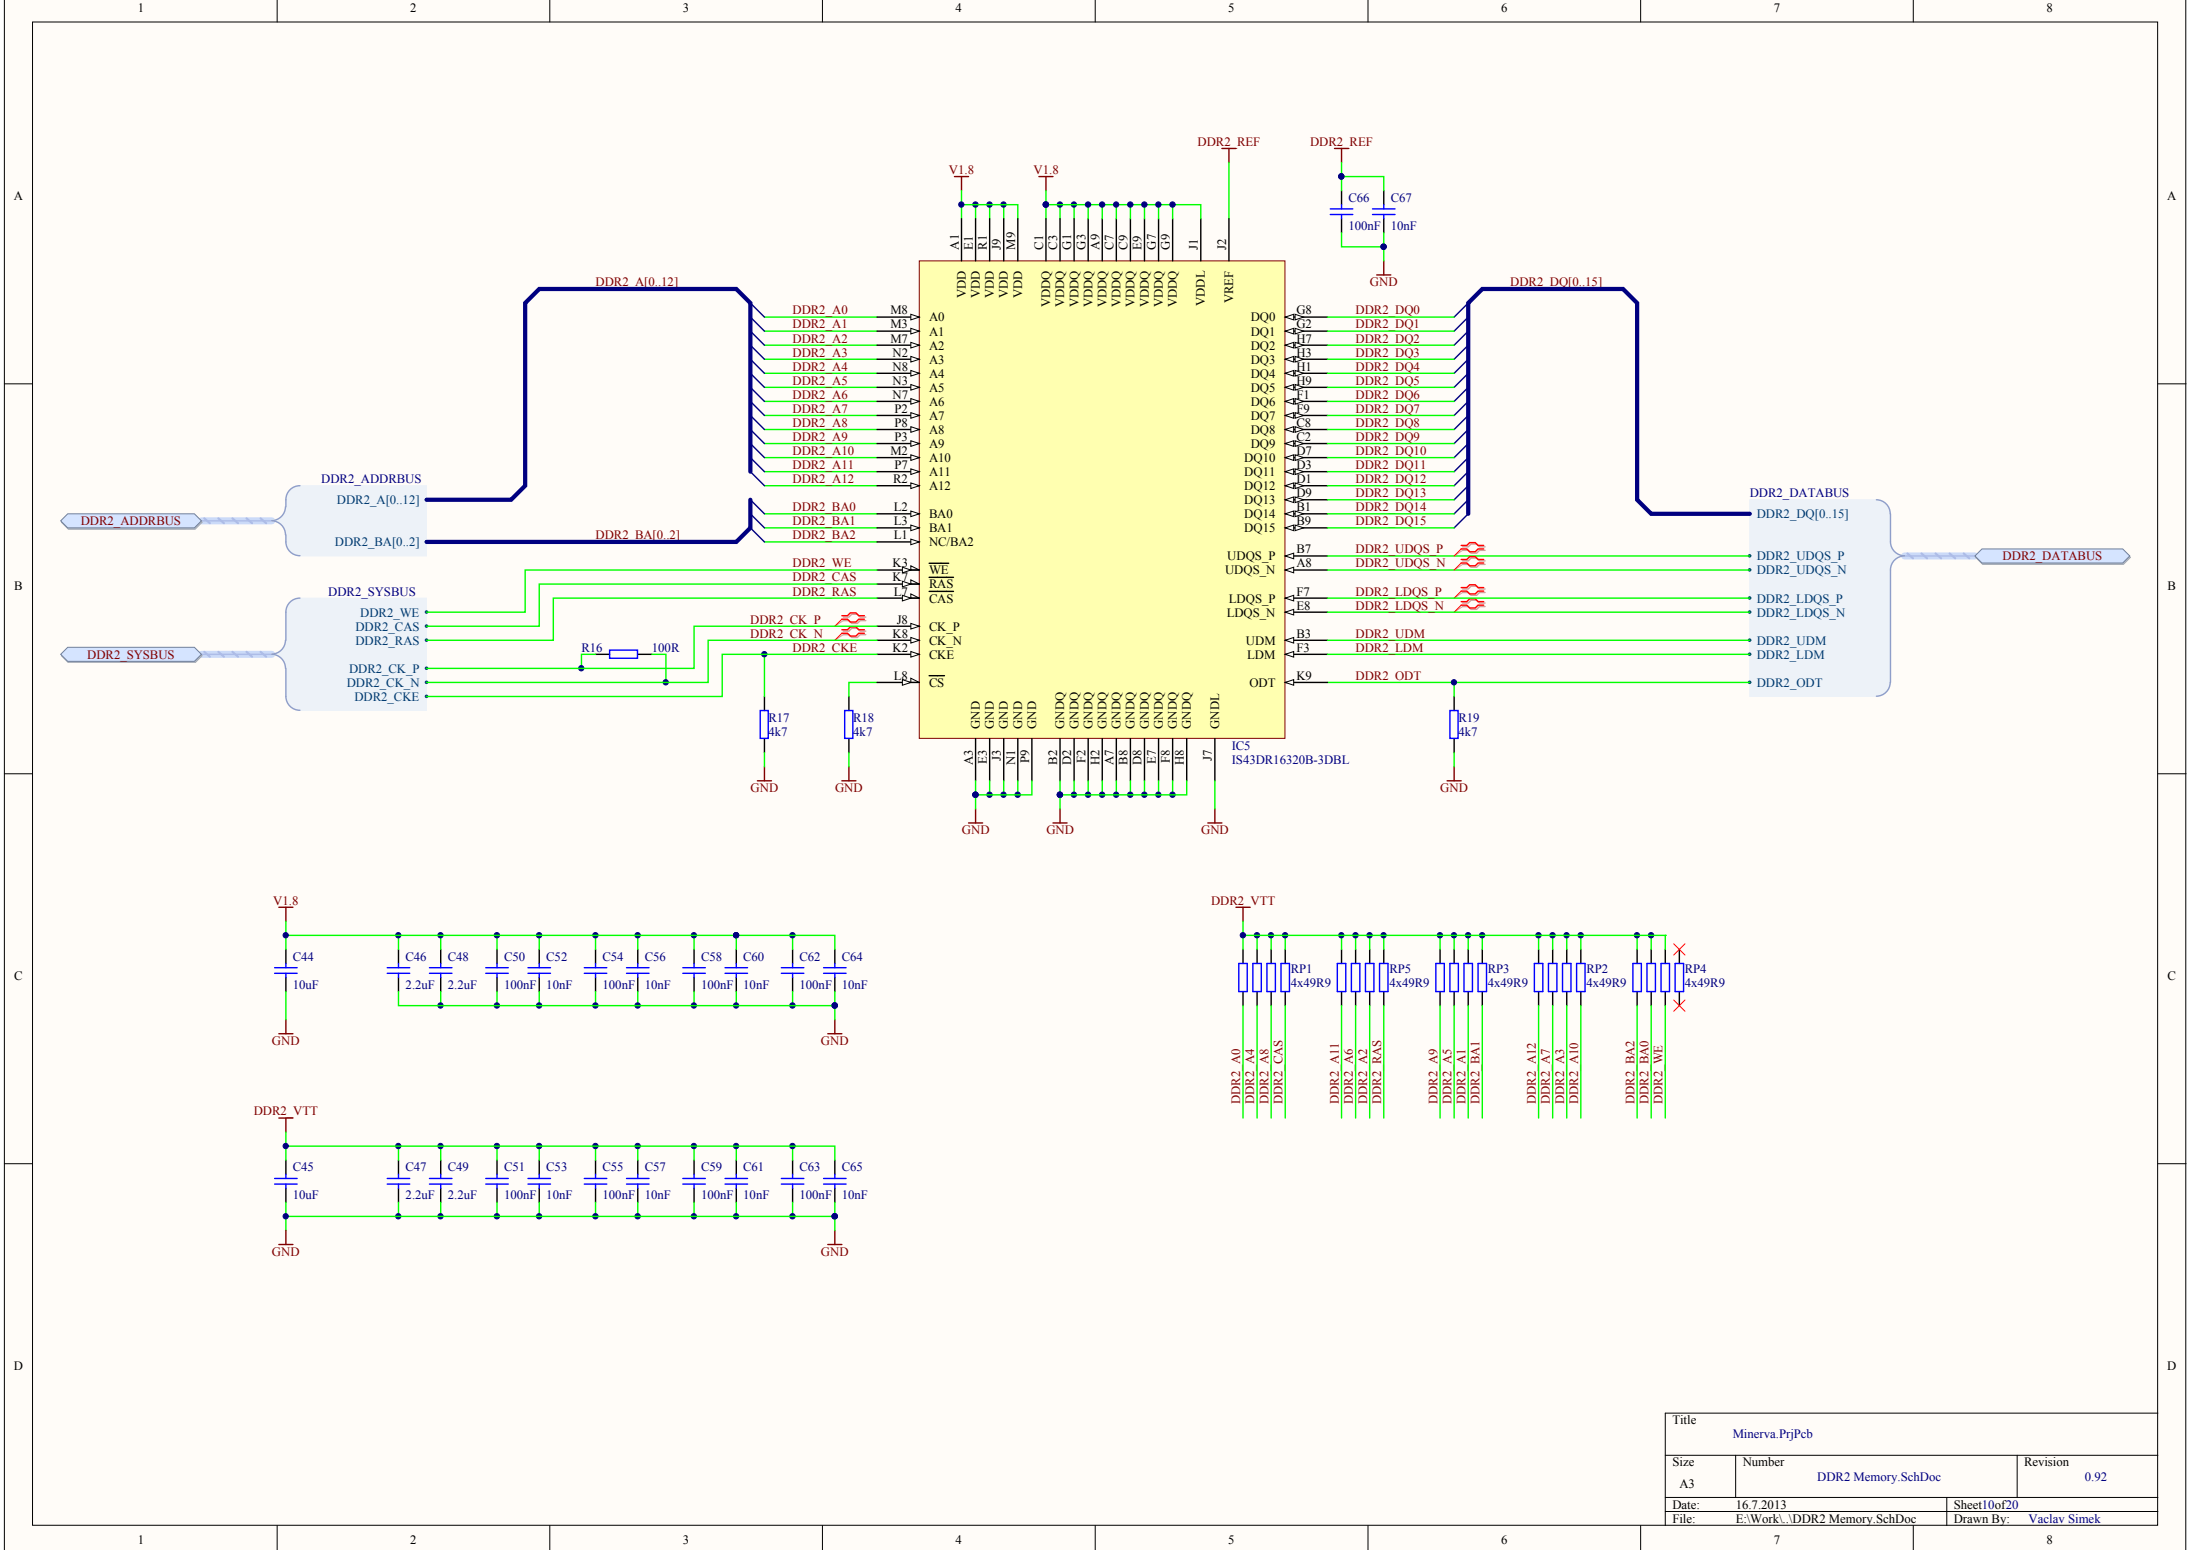 1 2 3 4 5 6 7 8
A A
B B
C C
D D
1 2 3 4 5 6 7 8
DDR2_REF DDR2_REF
V1.8 V1.8
C66 C67
100nF 10nF
GND
A1 E1 R1 J9 M9 C1 C3 G1 G3 A9 C7 C9 E9 G7 G9 J1 J2
VDD VDD VDD VDD VDD VDDQ VDDQ VDDQ VDDQ VDDQ VDDQ VDDQ VDDQ VDDQ VDDQ VDDL VREF
DDR2_A[0..12] DDR2_DQ[0..15]
DDR2_A0 M8 A0 DQ0 G8 DDR2_DQ0
DDR2_A1 M3 A1 DQ1 G2 DDR2_DQ1
DDR2_A2 M7 A2 DQ2 H7 DDR2_DQ2
DDR2_A3 N2 A3 DQ3 H3 DDR2_DQ3
DDR2_A4 N8 A4 DQ4 H1 DDR2_DQ4
DDR2_A5 N3 A5 DQ5 H9 DDR2_DQ5
DDR2_A6 N7 A6 DQ6 F1 DDR2_DQ6
DDR2_A7 P2 A7 DQ7 F9 DDR2_DQ7
DDR2_A8 P8 A8 DQ8 C8 DDR2_DQ8
DDR2_A9 P3 A9 DQ9 C2 DDR2_DQ9
DDR2_A10 M2 A10 DQ10 D7 DDR2_DQ10
DDR2_A11 P7 A11 DQ11 D3 DDR2_DQ11
DDR2_A12 R2 A12 DQ12 D1 DDR2_DQ12
DQ13 D9 DDR2_DQ13
DDR2_BA0 L2 BA0 DQ14 B1 DDR2_DQ14
DDR2_BA1 L3 BA1 DQ15 B9 DDR2_DQ15
DDR2_BA2 L1 NC/BA2
UDQS_P B7 DDR2_UDQS_P
DDR2_WE K3 WE UDQS_N A8 DDR2_UDQS_N
DDR2_CAS K7 RAS
DDR2_RAS L7 CAS LDQS_P F7 DDR2_LDQS_P
LDQS_N E8 DDR2_LDQS_N
DDR2_CK_P J8 CK_P
DDR2_CK_N K8 CK_N UDM B3 DDR2_UDM
DDR2_CKE K2 CKE LDM F3 DDR2_LDM
L8 CS ODT K9 DDR2_ODT
DDR2_ADDRBUS
DDR2_A[0..12]
DDR2_ADDRBUS
DDR2_BA[0..2] DDR2_BA[0..2]
DDR2_SYSBUS
DDR2_WE
DDR2_CAS
DDR2_RAS
DDR2_SYSBUS
DDR2_CK_P
DDR2_CK_N
DDR2_CKE
R16 100R
DDR2_DATABUS
DDR2_DQ[0..15]
DDR2_UDQS_P
DDR2_UDQS_N
DDR2_DATABUS
DDR2_LDQS_P
DDR2_LDQS_N
DDR2_UDM
DDR2_LDM
DDR2_ODT
R17 R18 R19
4k7 4k7 4k7
GND GND GND
GND GND GND GND GND GNDQ GNDQ GNDQ GNDQ GNDQ GNDQ GNDQ GNDQ GNDQ GNDQ GNDL
A3 E3 J3 N1 P9 B2 D2 F2 H2 A7 B8 D8 E7 F8 H8 J7
IC5
IS43DR16320B-3DBL
GND GND GND
V1.8
C44 C46 C48 C50 C52 C54 C56 C58 C60 C62 C64
10uF 2.2uF 2.2uF 100nF 10nF 100nF 10nF 100nF 10nF 100nF 10nF
GND GND
DDR2_VTT
C45 C47 C49 C51 C53 C55 C57 C59 C61 C63 C65
10uF 2.2uF 2.2uF 100nF 10nF 100nF 10nF 100nF 10nF 100nF 10nF
GND GND
DDR2_VTT
RP1 RP5 RP3 RP2 RP4
4x49R9 4x49R9 4x49R9 4x49R9 4x49R9
DDR2_A0 DDR2_A4 DDR2_A8 DDR2_CAS DDR2_A11 DDR2_A6 DDR2_A2 DDR2_RAS DDR2_A9 DDR2_A5 DDR2_A1 DDR2_BA1 DDR2_A12 DDR2_A7 DDR2_A3 DDR2_A10 DDR2_BA2 DDR2_BA0 DDR2_WE
Title
Minerva.PrjPcb
Size Number Revision
A3 DDR2 Memory.SchDoc 0.92
Date: 16.7.2013 Sheet10of20
File: E:\Work\..\DDR2 Memory.SchDoc Drawn By: Vaclav Simek